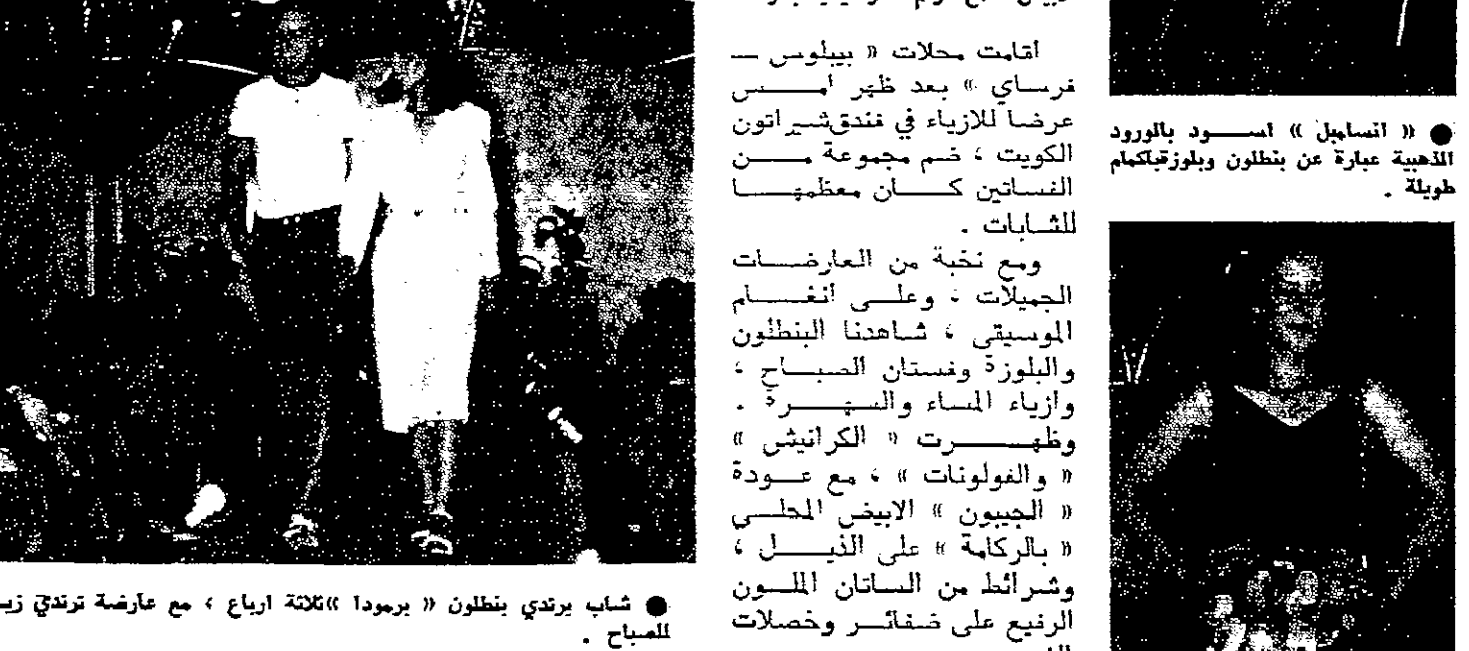 اقامت محلات « بيبلوس ـ
فرساي » بعد ظهر امس
عرضا للازياء في فندق شيراتون
الكويت ، ضم مجموعة من
الفساتين كان معظمها
للشابات .
ومع نخبة من العارضات
الجميلات ، وعلى انغام
الموسيقى ، شاهدنا البنطلون
والبلوزة وفستان الصباح ،
وازياء المساء والسهرة .
وظهرت « الكرانيش »
« والفولونات » ، مع عودة
« الجيبون » الابيض المحلى
« بالركامة » على الذيل ،
وشرائط من الساتان الملون
الرفيع على ضفائر وخصلات
● « انسامبل » اسود بالورود
الذهبية عبارة عن بنطلون وبلوزة باكمام
طويلة .
● شاب يرتدي بنطلون « برمودا » ثلاثة ارباع ، مع عارضة ترتدي زيا
للصباح .